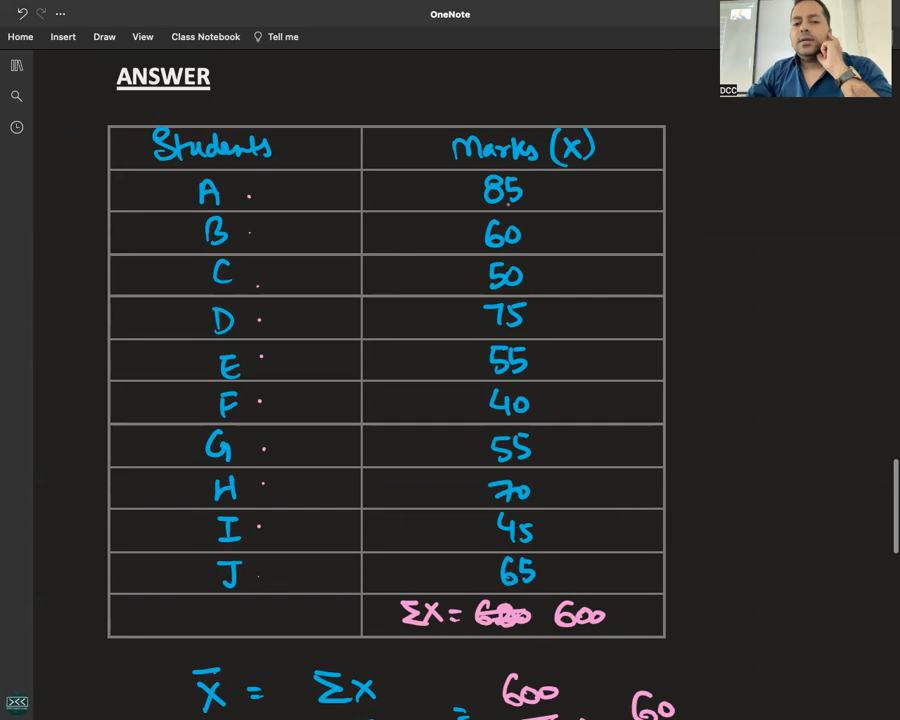 OneNote
Home Insert Draw View Class Notebook Tell me
DCC
ANSWER
Students Marks (X)
A 85
B 60
C 50
D 75
E 55
F 40
G 55
H 70
I 45
J 65
ΣX = 600
X̄ = ΣX = 600 60